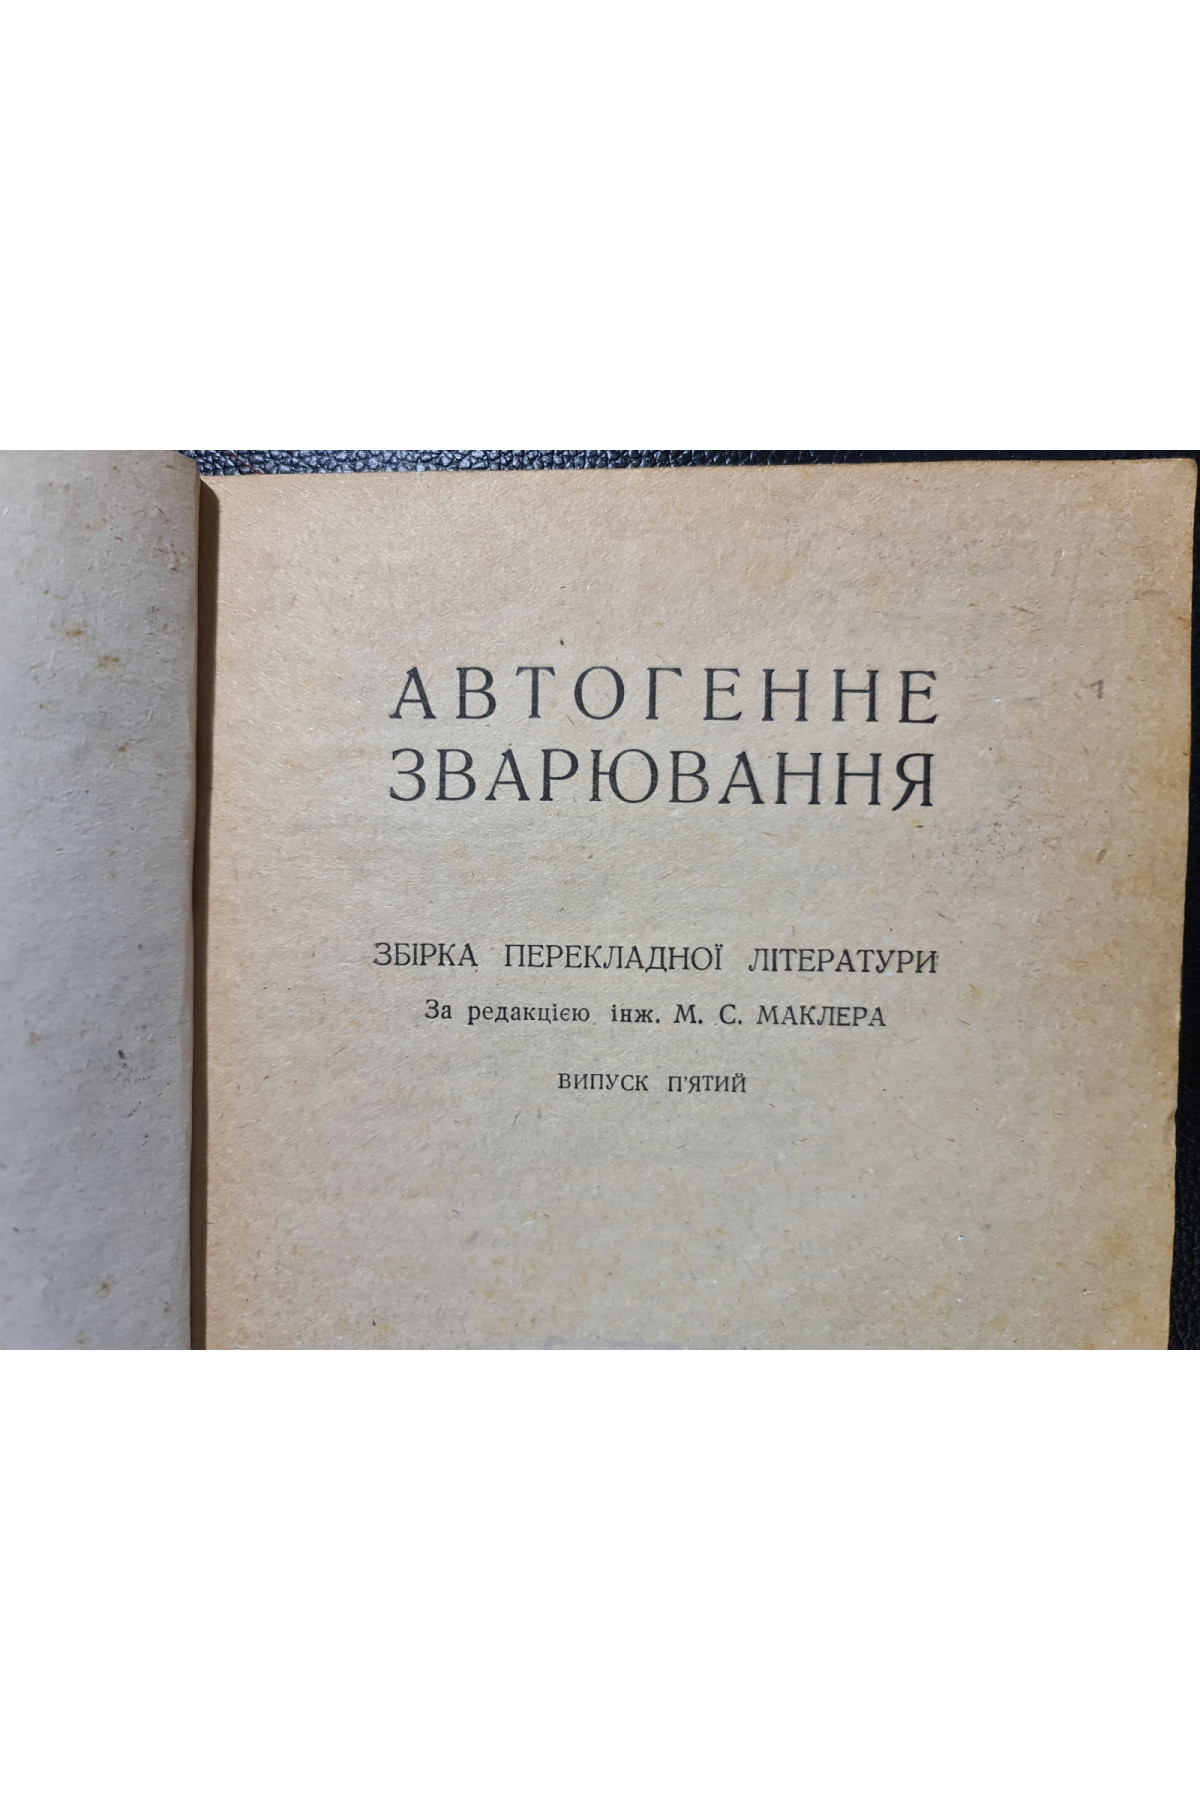 АВТОГЕННЕ
ЗВАРЮВАННЯ
ЗБІРКА ПЕРЕКЛАДНОЇ ЛІТЕРАТУРИ
За редакцією інж. М. С. МАКЛЕРА
ВИПУСК П'ЯТИЙ